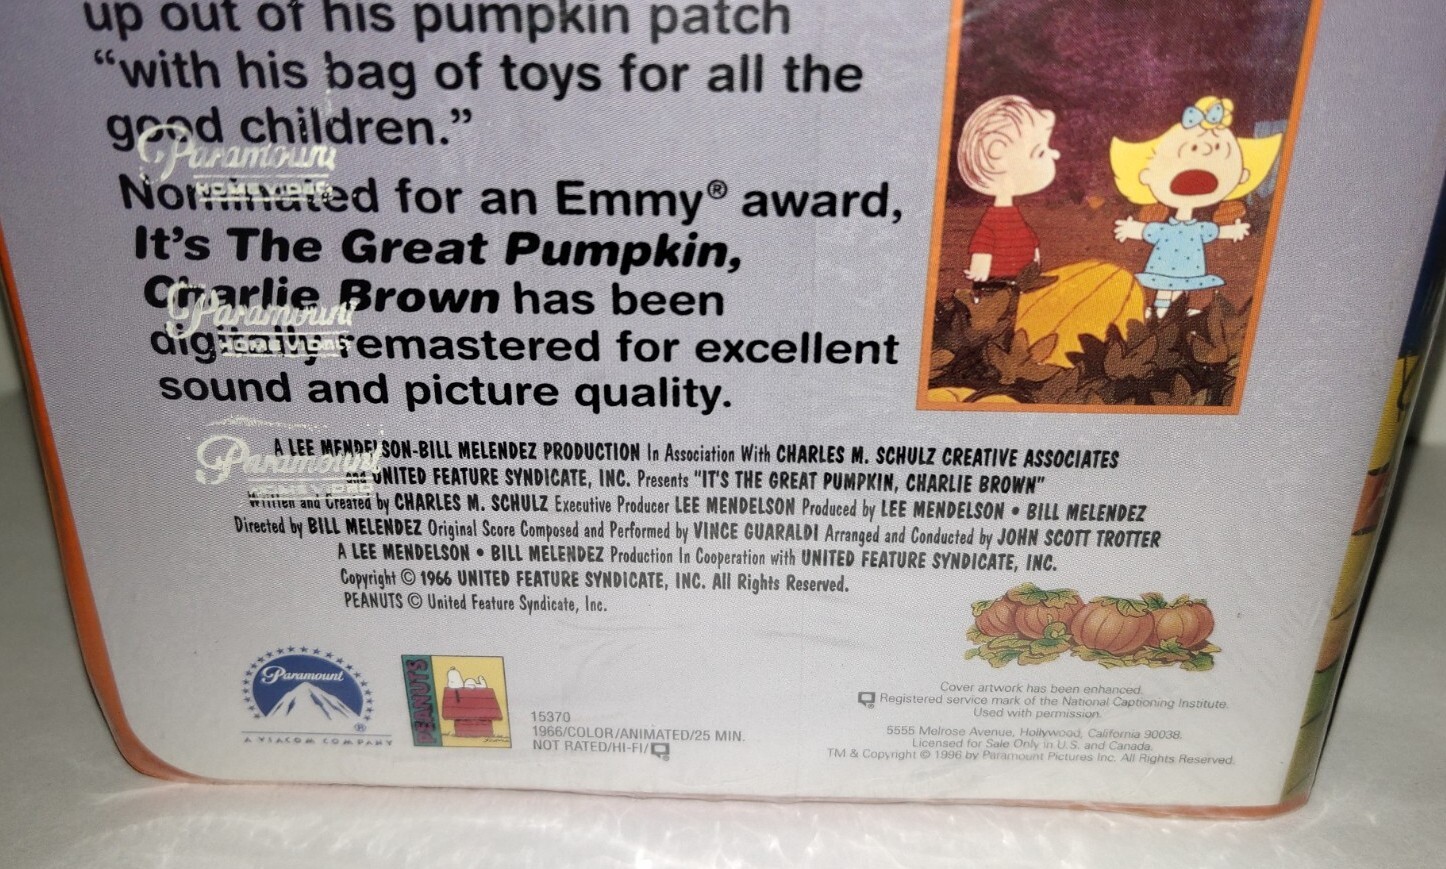 up out of his pumpkin patch
“with his bag of toys for all the
good children.”
Nominated for an Emmy® award,
It’s The Great Pumpkin,
Charlie Brown has been
digitally remastered for excellent
sound and picture quality.
Paramount
HOME VIDEO
Paramount
HOME VIDEO
Paramount
HOME VIDEO
A LEE MENDELSON-BILL MELENDEZ PRODUCTION In Association With CHARLES M. SCHULZ CREATIVE ASSOCIATES
and UNITED FEATURE SYNDICATE, INC. Presents "IT'S THE GREAT PUMPKIN, CHARLIE BROWN"
Written and Created by CHARLES M. SCHULZ Executive Producer LEE MENDELSON Produced by LEE MENDELSON • BILL MELENDEZ
Directed by BILL MELENDEZ Original Score Composed and Performed by VINCE GUARALDI Arranged and Conducted by JOHN SCOTT TROTTER
A LEE MENDELSON • BILL MELENDEZ Production In Cooperation with UNITED FEATURE SYNDICATE, INC.
Copyright © 1966 UNITED FEATURE SYNDICATE, INC. All Rights Reserved.
PEANUTS © United Feature Syndicate, Inc.
Paramount
®
A VIACOM COMPANY
PEANUTS
15370
1966/COLOR/ANIMATED/25 MIN.
NOT RATED/HI-FI/
Cover artwork has been enhanced.
Registered service mark of the National Captioning Institute.
Used with permission.
5555 Melrose Avenue, Hollywood, California 90038.
Licensed for Sale Only in U.S. and Canada.
TM & Copyright © 1996 by Paramount Pictures Inc. All Rights Reserved.